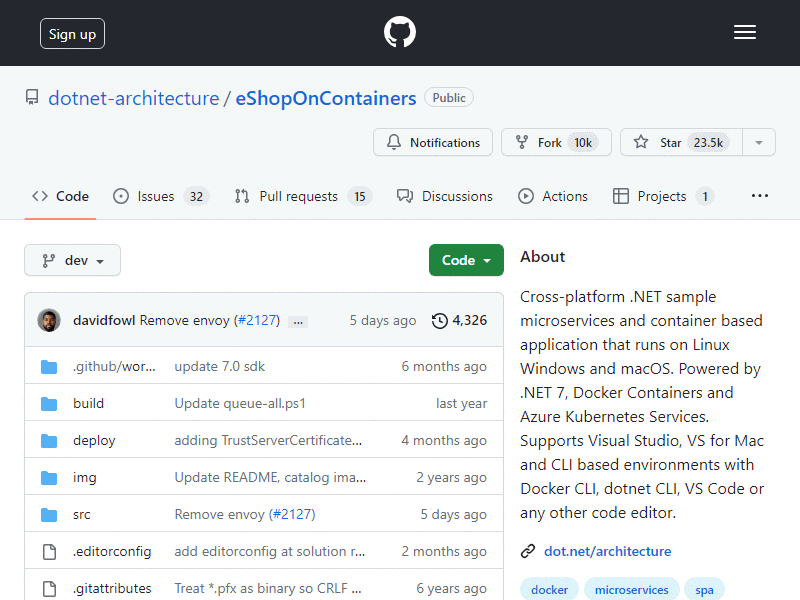 Sign up
dotnet-architecture / eShopOnContainers Public
Notifications Fork 10k Star 23.5k
Code Issues 32 Pull requests 15 Discussions Actions Projects 1 ...
dev Code
davidfowl Remove envoy (#2127) ... 5 days ago 4,326
.github/wor... update 7.0 sdk 6 months ago
build Update queue-all.ps1 last year
deploy adding TrustServerCertificate... 4 months ago
img Update README, catalog ima... 2 years ago
src Remove envoy (#2127) 5 days ago
.editorconfig add editorconfig at solution r... 2 months ago
.gitattributes Treat *.pfx as binary so CRLF ... 6 years ago
About
Cross-platform .NET sample
microservices and container based
application that runs on Linux
Windows and macOS. Powered by
.NET 7, Docker Containers and
Azure Kubernetes Services.
Supports Visual Studio, VS for Mac
and CLI based environments with
Docker CLI, dotnet CLI, VS Code or
any other code editor.
dot.net/architecture
docker microservices spa